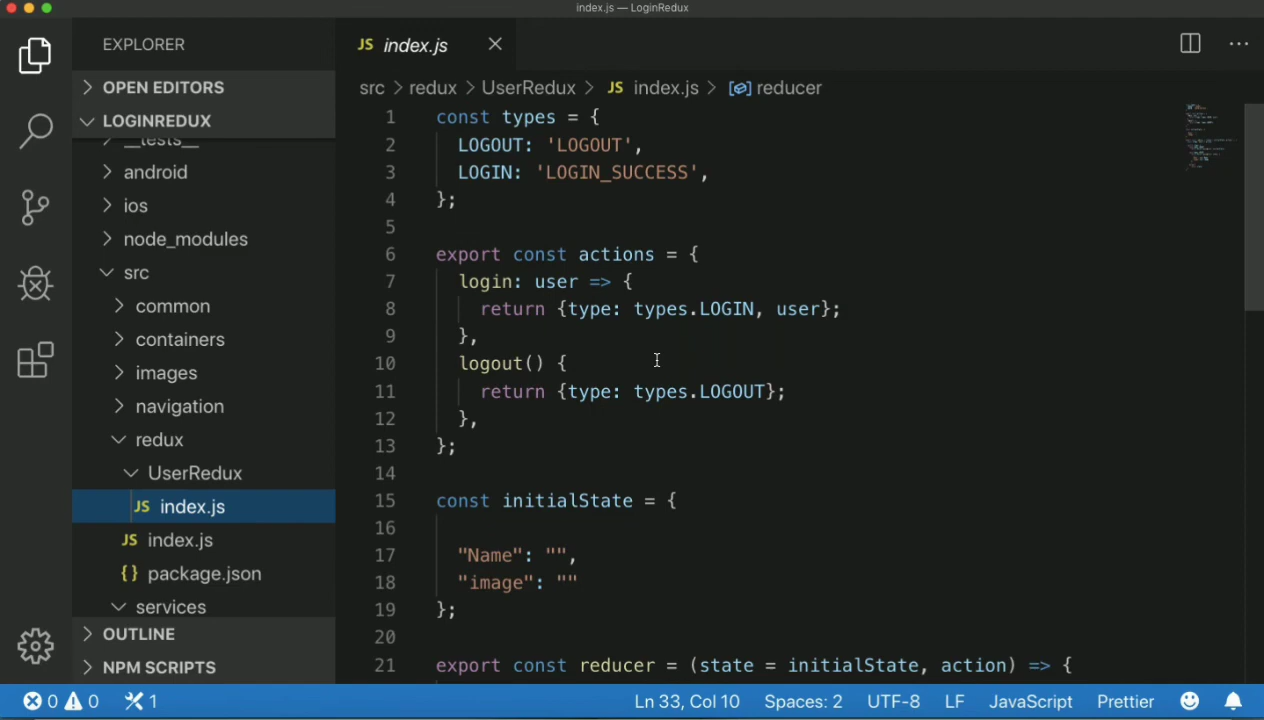 index.js — LoginRedux
EXPLORER
OPEN EDITORS
LOGINREDUX
__tests__
android
ios
node_modules
src
common
containers
images
navigation
redux
UserRedux
JS index.js
JS index.js
{} package.json
services
OUTLINE
NPM SCRIPTS
JS index.js
src > redux > UserRedux > JS index.js > reducer
1 const types = {
2 LOGOUT: 'LOGOUT',
3 LOGIN: 'LOGIN_SUCCESS',
4 };
5
6 export const actions = {
7 login: user => {
8 return {type: types.LOGIN, user};
9 },
10 logout() {
11 return {type: types.LOGOUT};
12 },
13 };
14
15 const initialState = {
16
17 "Name": "",
18 "image": ""
19 };
20
21 export const reducer = (state = initialState, action) => {
0 0 1 Ln 33, Col 10 Spaces: 2 UTF-8 LF JavaScript Prettier